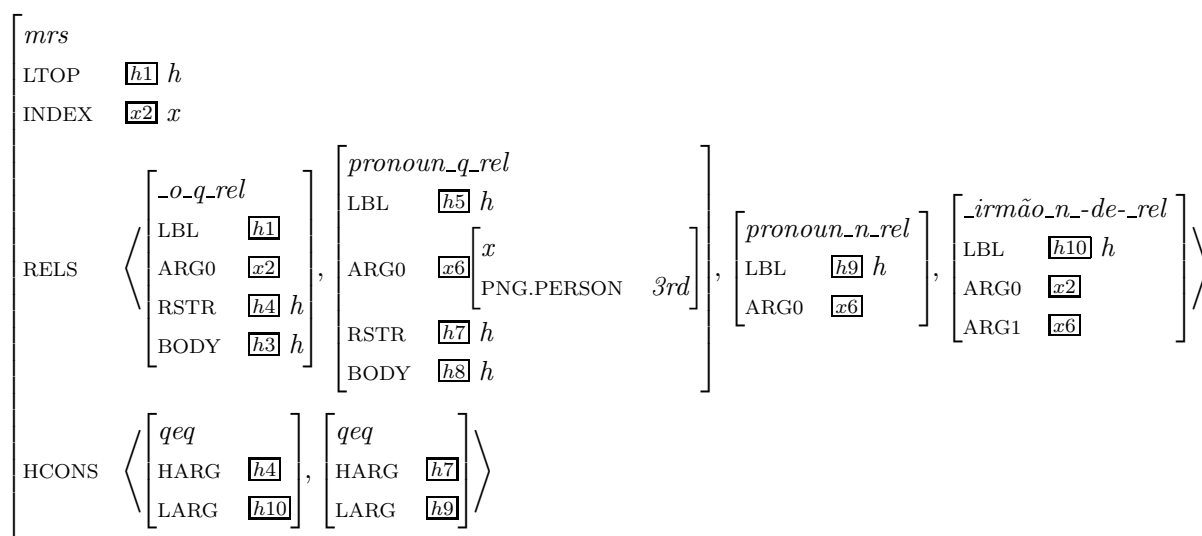 mrs
LTOP h1 h
INDEX x2 x
RELS ⟨ [ _o_q_rel LBL h1 ARG0 x2 RSTR h4 h BODY h3 h ], [ pronoun_q_rel LBL h5 h ARG0 x6 [ x PNG.PERSON 3rd ] RSTR h7 h BODY h8 h ], [ pronoun_n_rel LBL h9 h ARG0 x6 ], [ _irmão_n_-de-_rel LBL h10 h ARG0 x2 ARG1 x6 ] ⟩
HCONS ⟨ [ qeq HARG h4 LARG h10 ], [ qeq HARG h7 LARG h9 ] ⟩